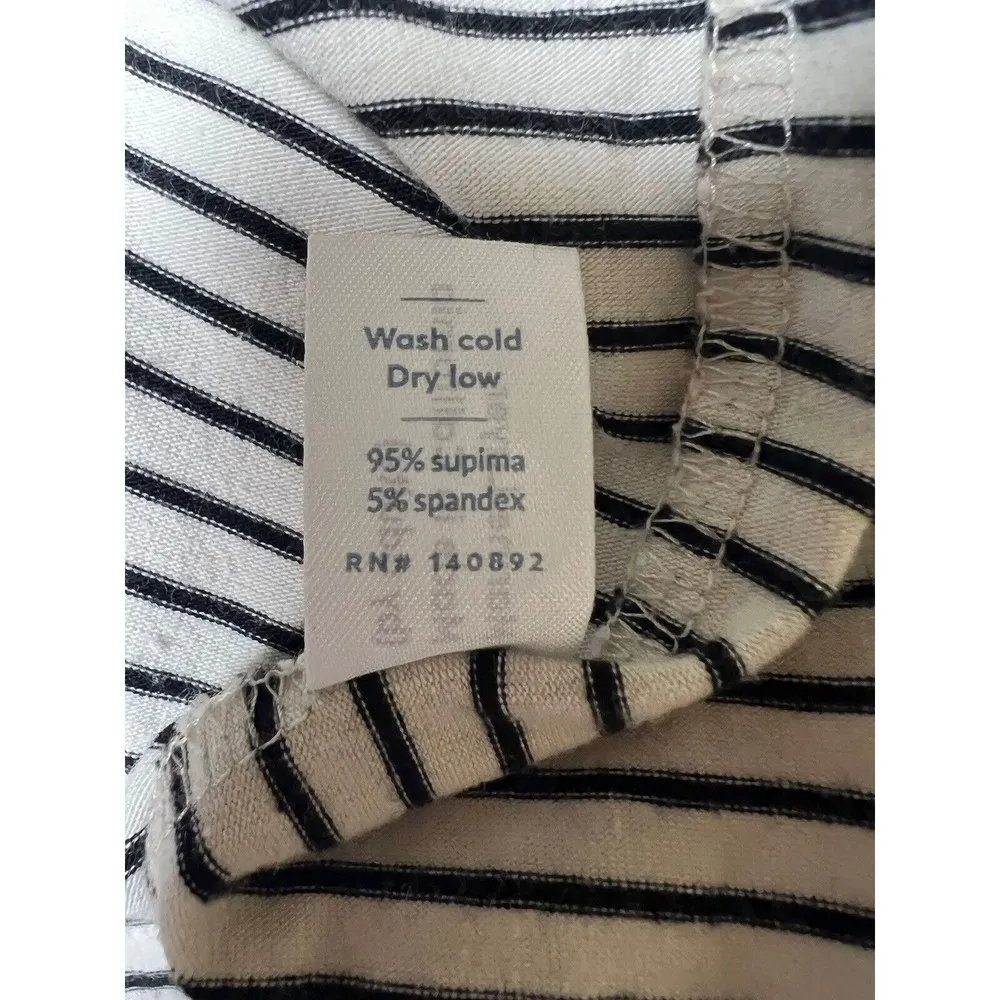 Wash cold
Dry low
95% supima
5% spandex
RN# 140892